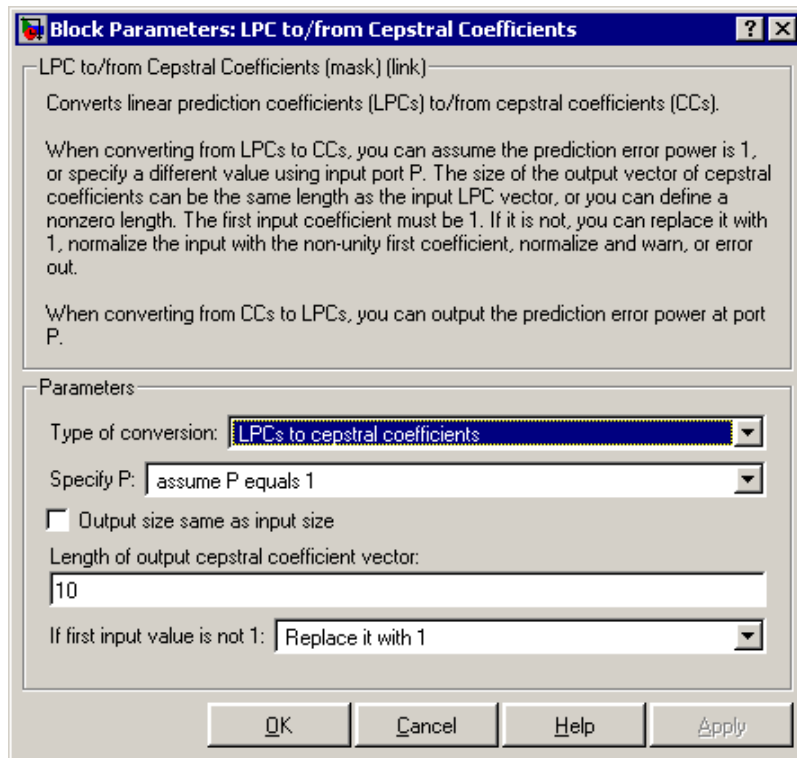 Block Parameters: LPC to/from Cepstral Coefficients
LPC to/from Cepstral Coefficients (mask) (link)
Converts linear prediction coefficients (LPCs) to/from cepstral coefficients (CCs).
When converting from LPCs to CCs, you can assume the prediction error power is 1,
or specify a different value using input port P. The size of the output vector of cepstral
coefficients can be the same length as the input LPC vector, or you can define a
nonzero length. The first input coefficient must be 1. If it is not, you can replace it with
1, normalize the input with the non-unity first coefficient, normalize and warn, or error
out.
When converting from CCs to LPCs, you can output the prediction error power at port
P.
Parameters
Type of conversion: LPCs to cepstral coefficients
Specify P: assume P equals 1
Output size same as input size
Length of output cepstral coefficient vector:
10
If first input value is not 1: Replace it with 1
OK Cancel Help Apply